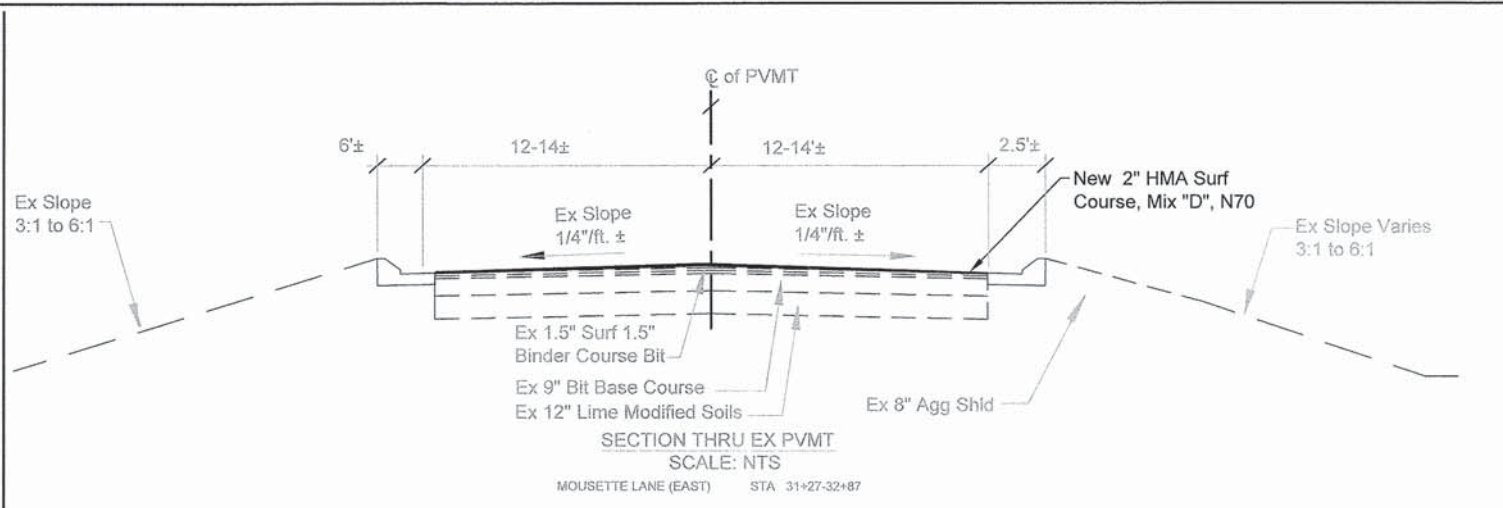 ℄ of PVMT
6'±
12-14±
12-14'±
2.5'±
New 2" HMA Surf
Course, Mix "D", N70
Ex Slope
3:1 to 6:1
Ex Slope
1/4"/ft. ±
Ex Slope
1/4"/ft. ±
Ex Slope Varies
3:1 to 6:1
Ex 1.5" Surf 1.5"
Binder Course Bit
Ex 9" Bit Base Course
Ex 12" Lime Modified Soils
Ex 8" Agg Shld
SECTION THRU EX PVMT
SCALE: NTS
MOUSETTE LANE (EAST) STA 31+27-32+87